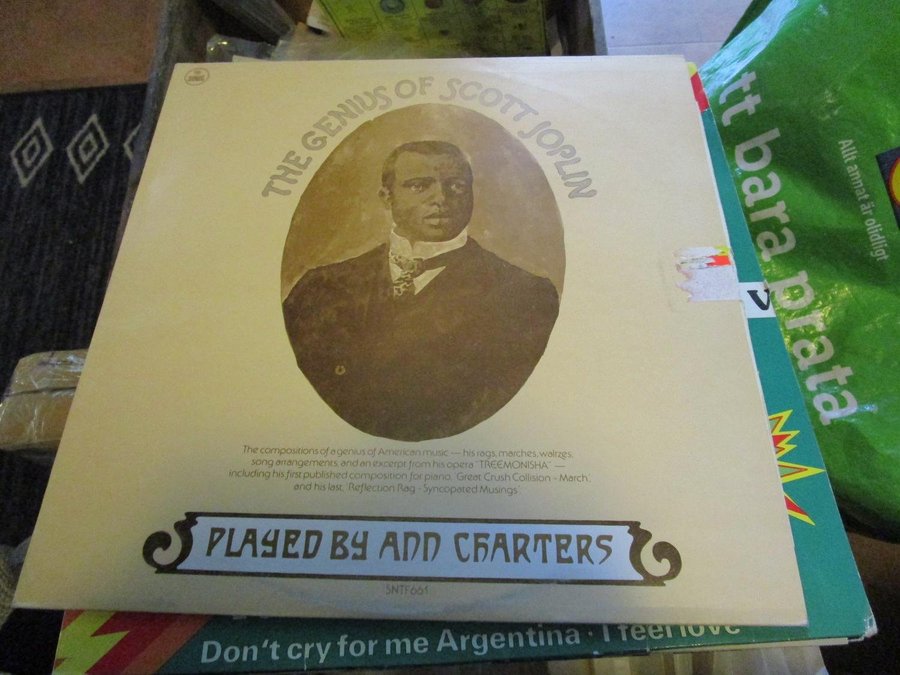 THE GENIUS OF SCOTT JOPLIN
The compositions of a genius of American music — his rags, marches, waltzes,
song arrangements, and an excerpt from his opera "TREEMONISHA" —
including his first published composition for piano, 'Great Crush Collision - March',
and his last, 'Reflection Rag - Syncopated Musings'
PLAYED BY ANN CHARTERS
SNTF661
Don't cry for me Argentina · I feel love
tt bara prata
Allt annat är olidligt
V